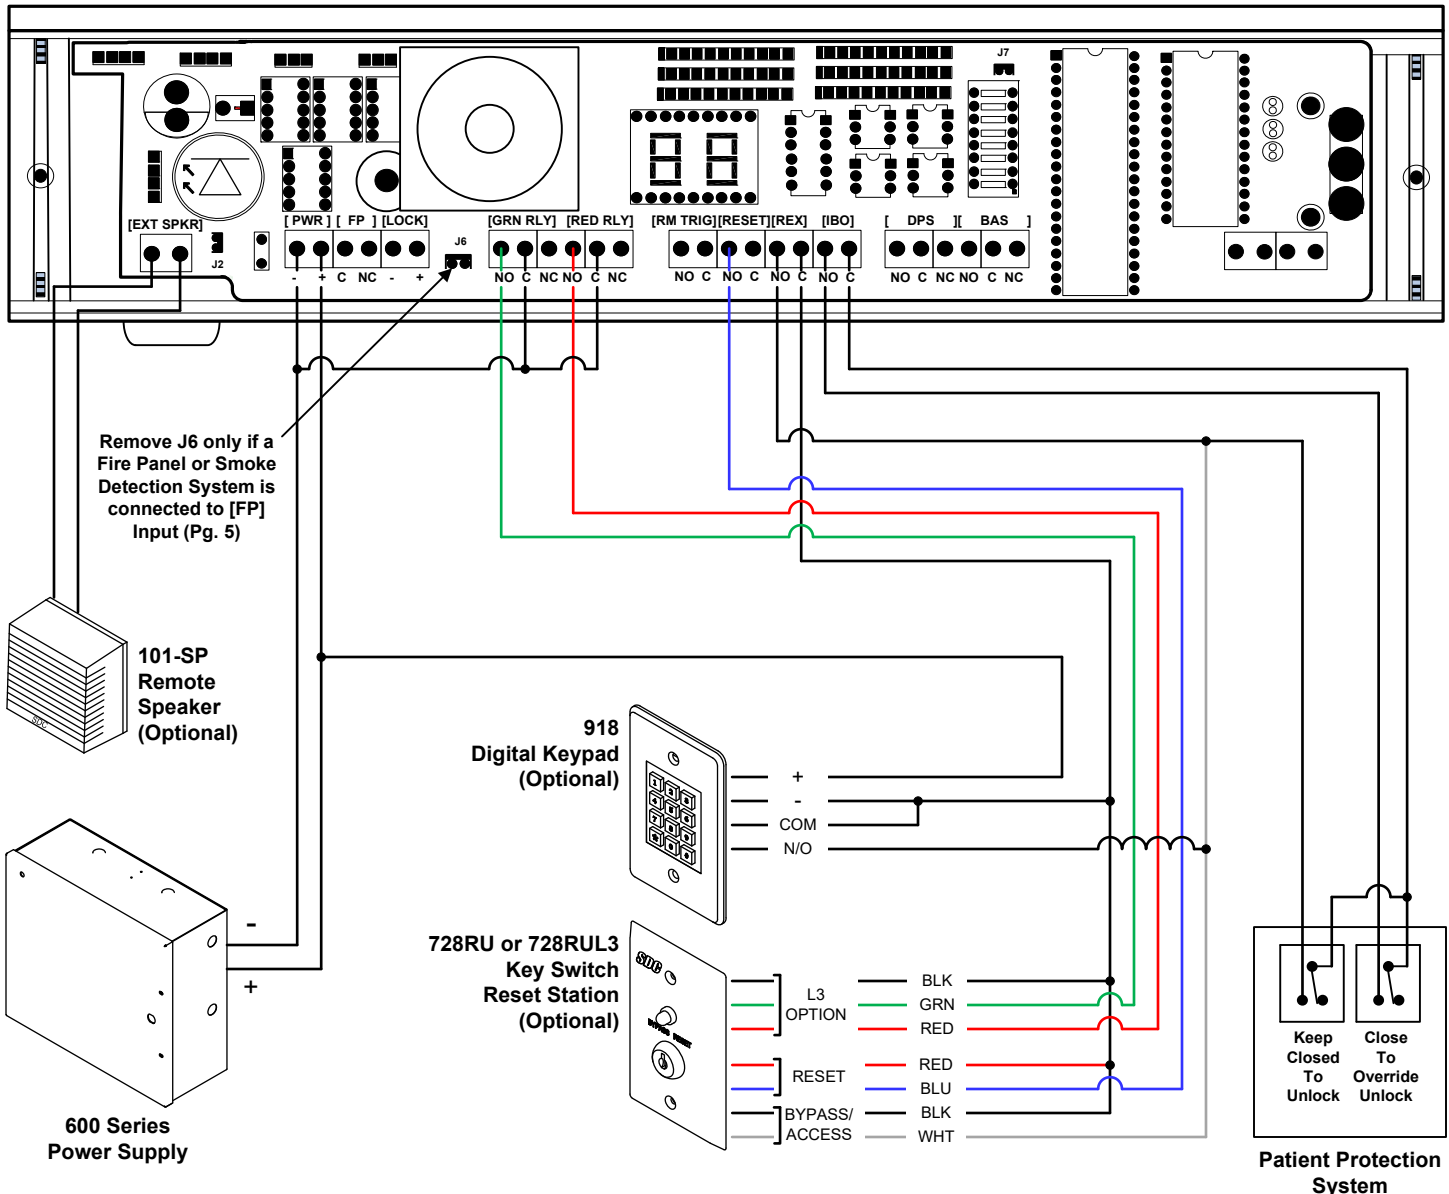 J7
[EXT SPKR]
J2
[ PWR ] [ FP ] [LOCK]
- + C NC - +
J6
[GRN RLY] [RED RLY]
NO C NC NO C NC
[RM TRIG][RESET][REX] [IBO]
NO C NO C NO C NO C
[ DPS ][ BAS ]
NO C NC NO C NC
Remove J6 only if a
Fire Panel or Smoke
Detection System is
connected to [FP]
Input (Pg. 5)
101-SP
Remote
Speaker
(Optional)
SDC
918
Digital Keypad
(Optional)
+
-
COM
N/O
-
+
600 Series
Power Supply
728RU or 728RUL3
Key Switch
Reset Station
(Optional)
SDC
BYPASS RESET
L3
OPTION
BLK
GRN
RED
RESET
RED
BLU
BYPASS/
ACCESS
BLK
WHT
Keep
Closed
To
Unlock
Close
To
Override
Unlock
Patient Protection
System